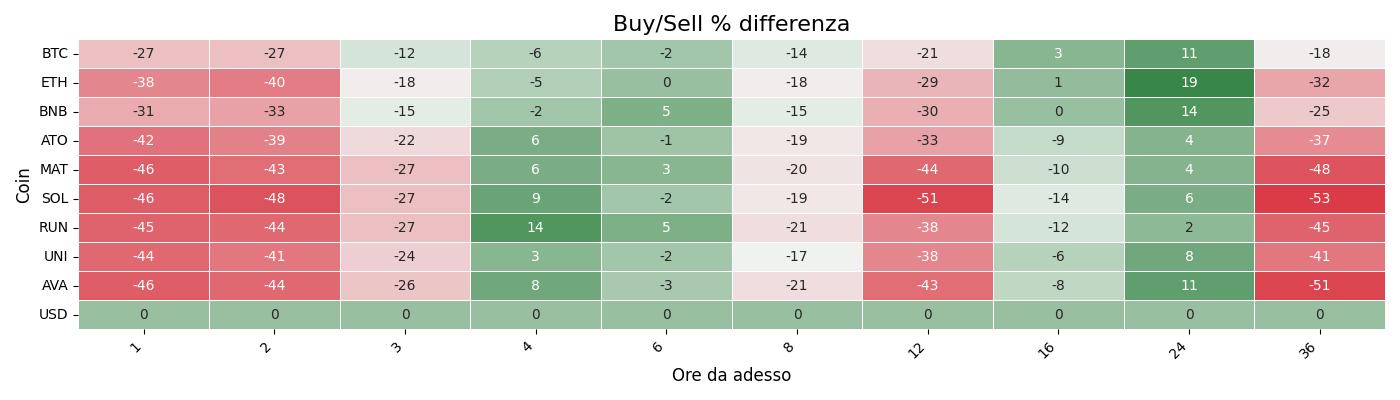 Buy/Sell % differenza
Coin
BTC -27 -27 -12 -6 -2 -14 -21 3 11 -18
ETH -38 -40 -18 -5 0 -18 -29 1 19 -32
BNB -31 -33 -15 -2 5 -15 -30 0 14 -25
ATO -42 -39 -22 6 -1 -19 -33 -9 4 -37
MAT -46 -43 -27 6 3 -20 -44 -10 4 -48
SOL -46 -48 -27 9 -2 -19 -51 -14 6 -53
RUN -45 -44 -27 14 5 -21 -38 -12 2 -45
UNI -44 -41 -24 3 -2 -17 -38 -6 8 -41
AVA -46 -44 -26 8 -3 -21 -43 -8 11 -51
USD 0 0 0 0 0 0 0 0 0 0
1 2 3 4 6 8 12 16 24 36
Ore da adesso